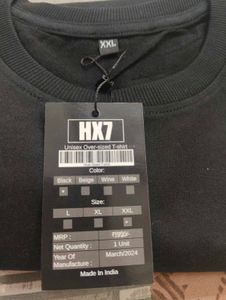 XXL
HX7
Unisex Over-sized T-shirt
Color:
Black Beige Wine White
Size:
L XL XXL
MRP :
Net Quantity : 1 Unit
Year Of Manufacture : March/2024
Made In India